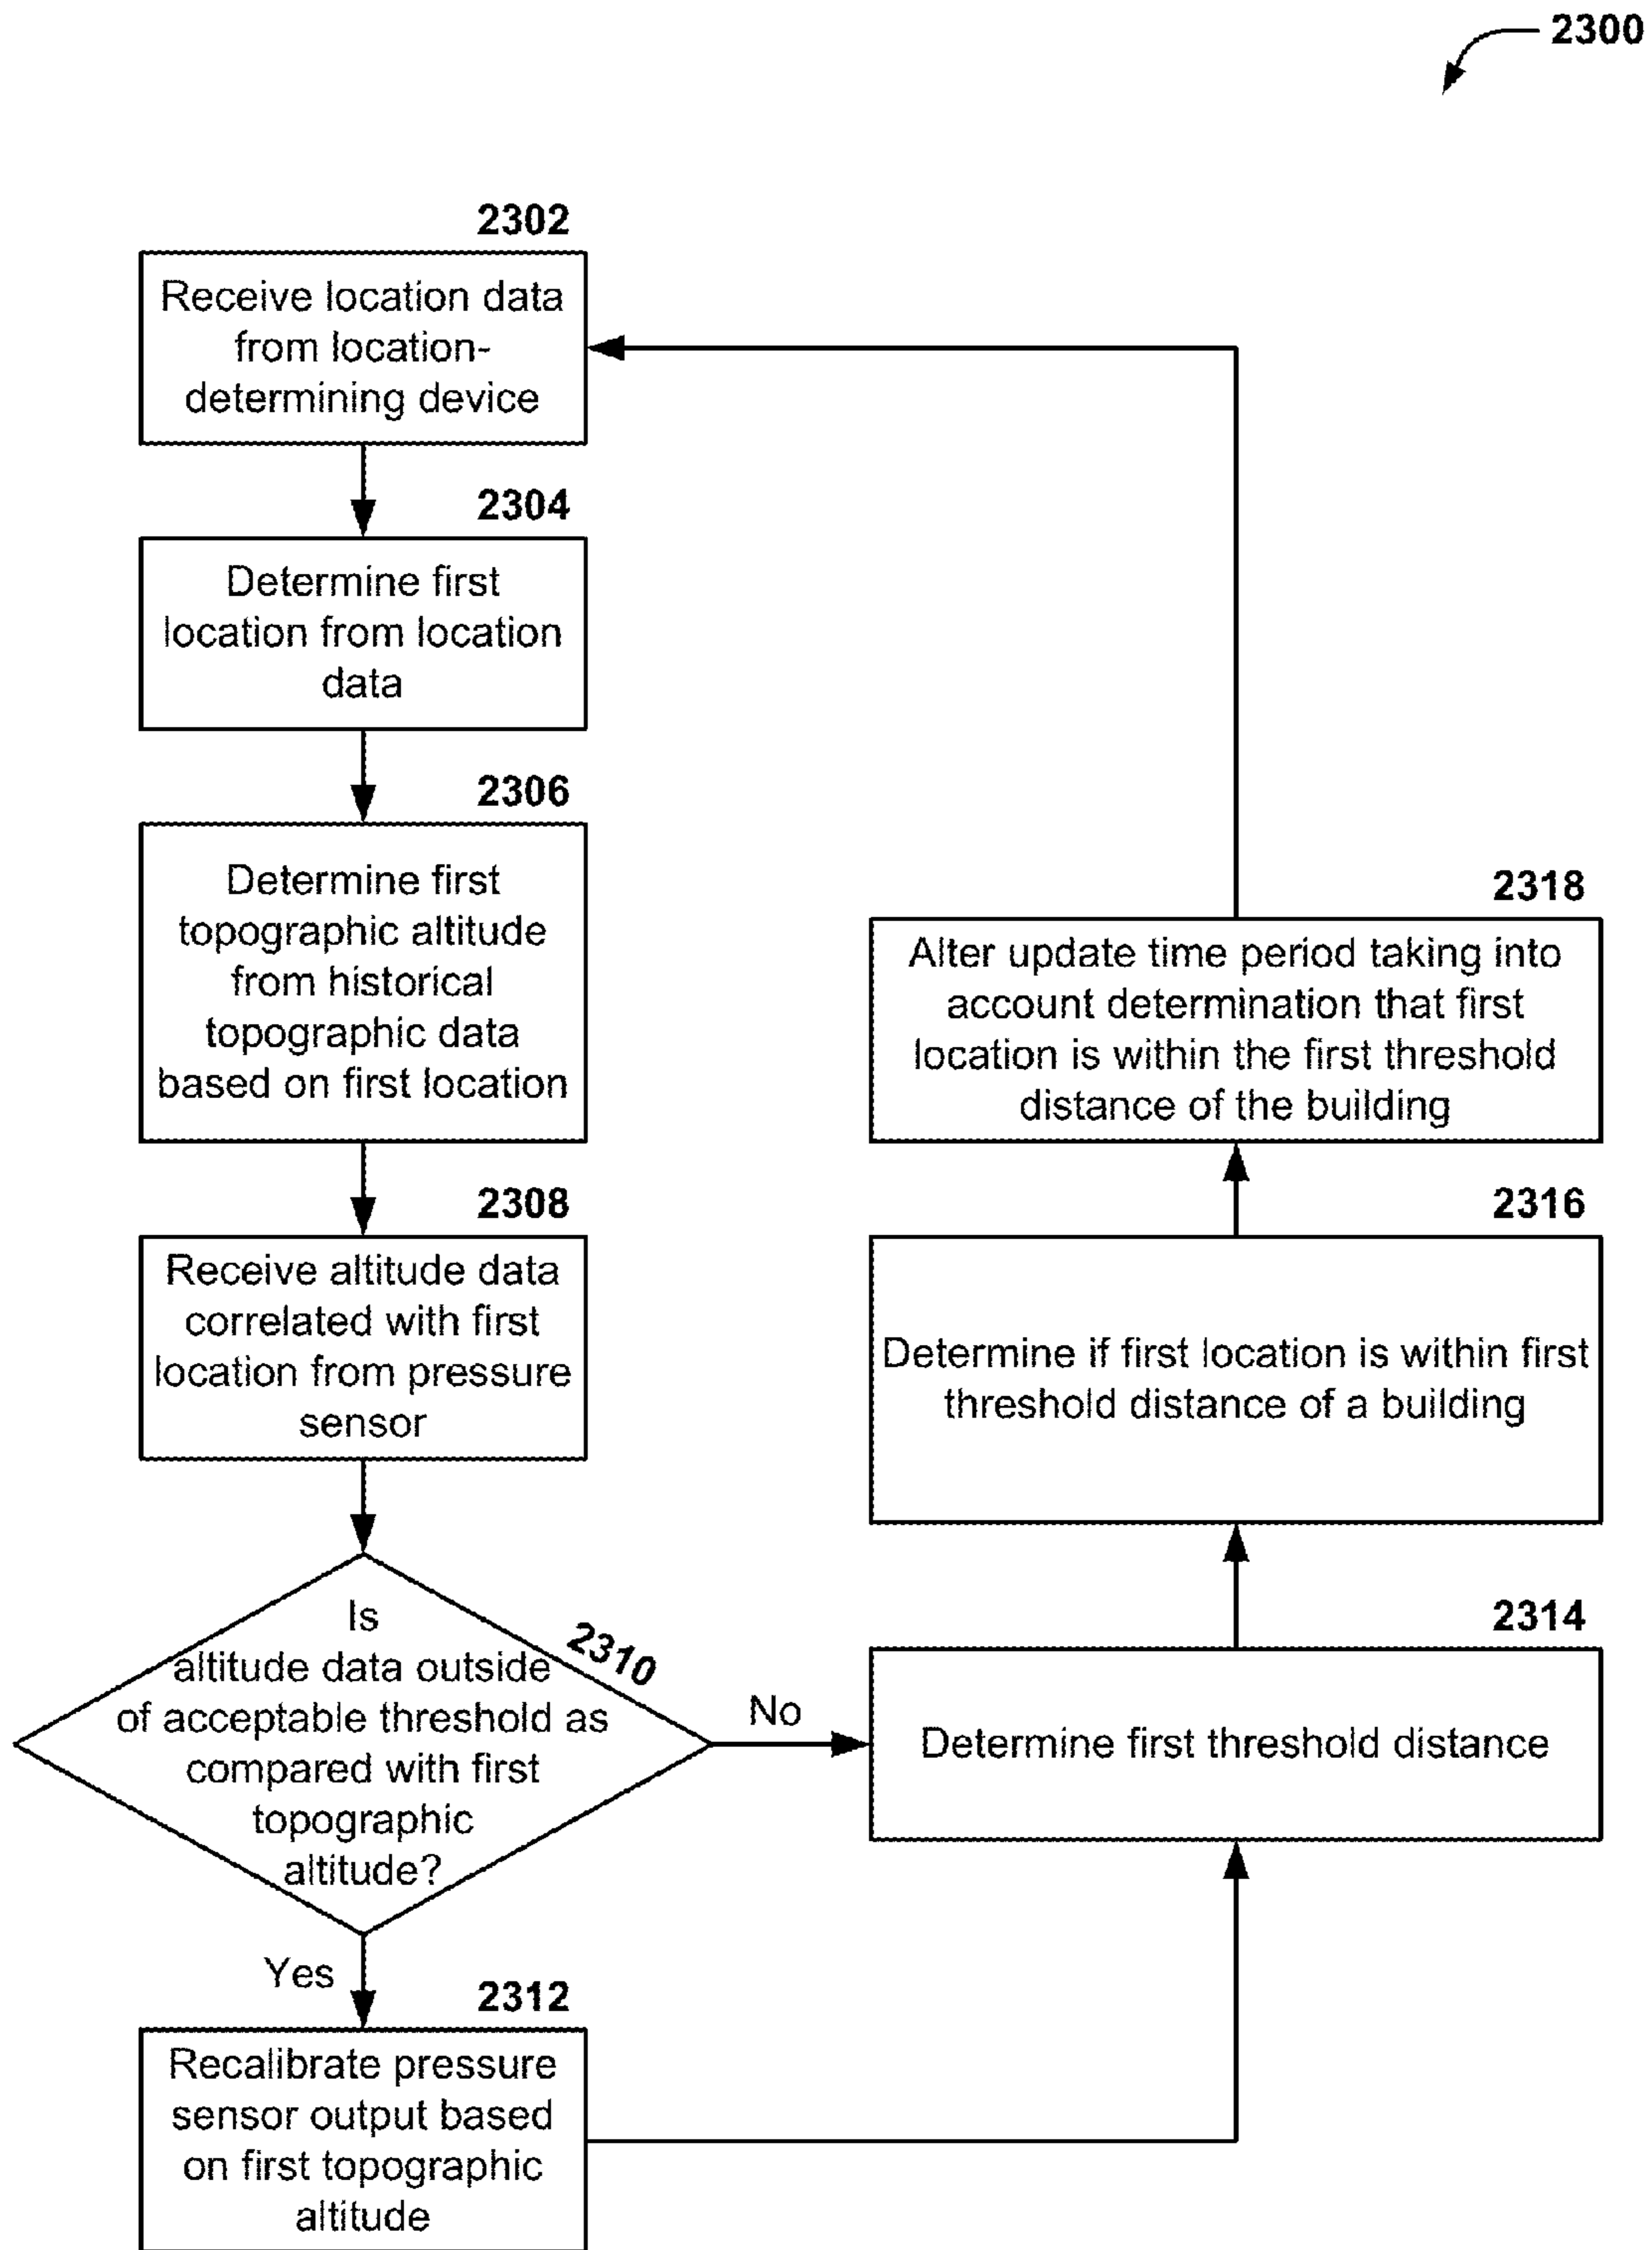 2300
2302
Receive location data
from location-
determining device
2304
Determine first
location from location
data
2306
Determine first
topographic altitude
from historical
topographic data
based on first location
2308
Receive altitude data
correlated with first
location from pressure
sensor
2310
Is
altitude data outside
of acceptable threshold as
compared with first
topographic
altitude?
No
Yes
2312
Recalibrate pressure
sensor output based
on first topographic
altitude
2314
Determine first threshold distance
2316
Determine if first location is within first
threshold distance of a building
2318
Alter update time period taking into
account determination that first
location is within the first threshold
distance of the building